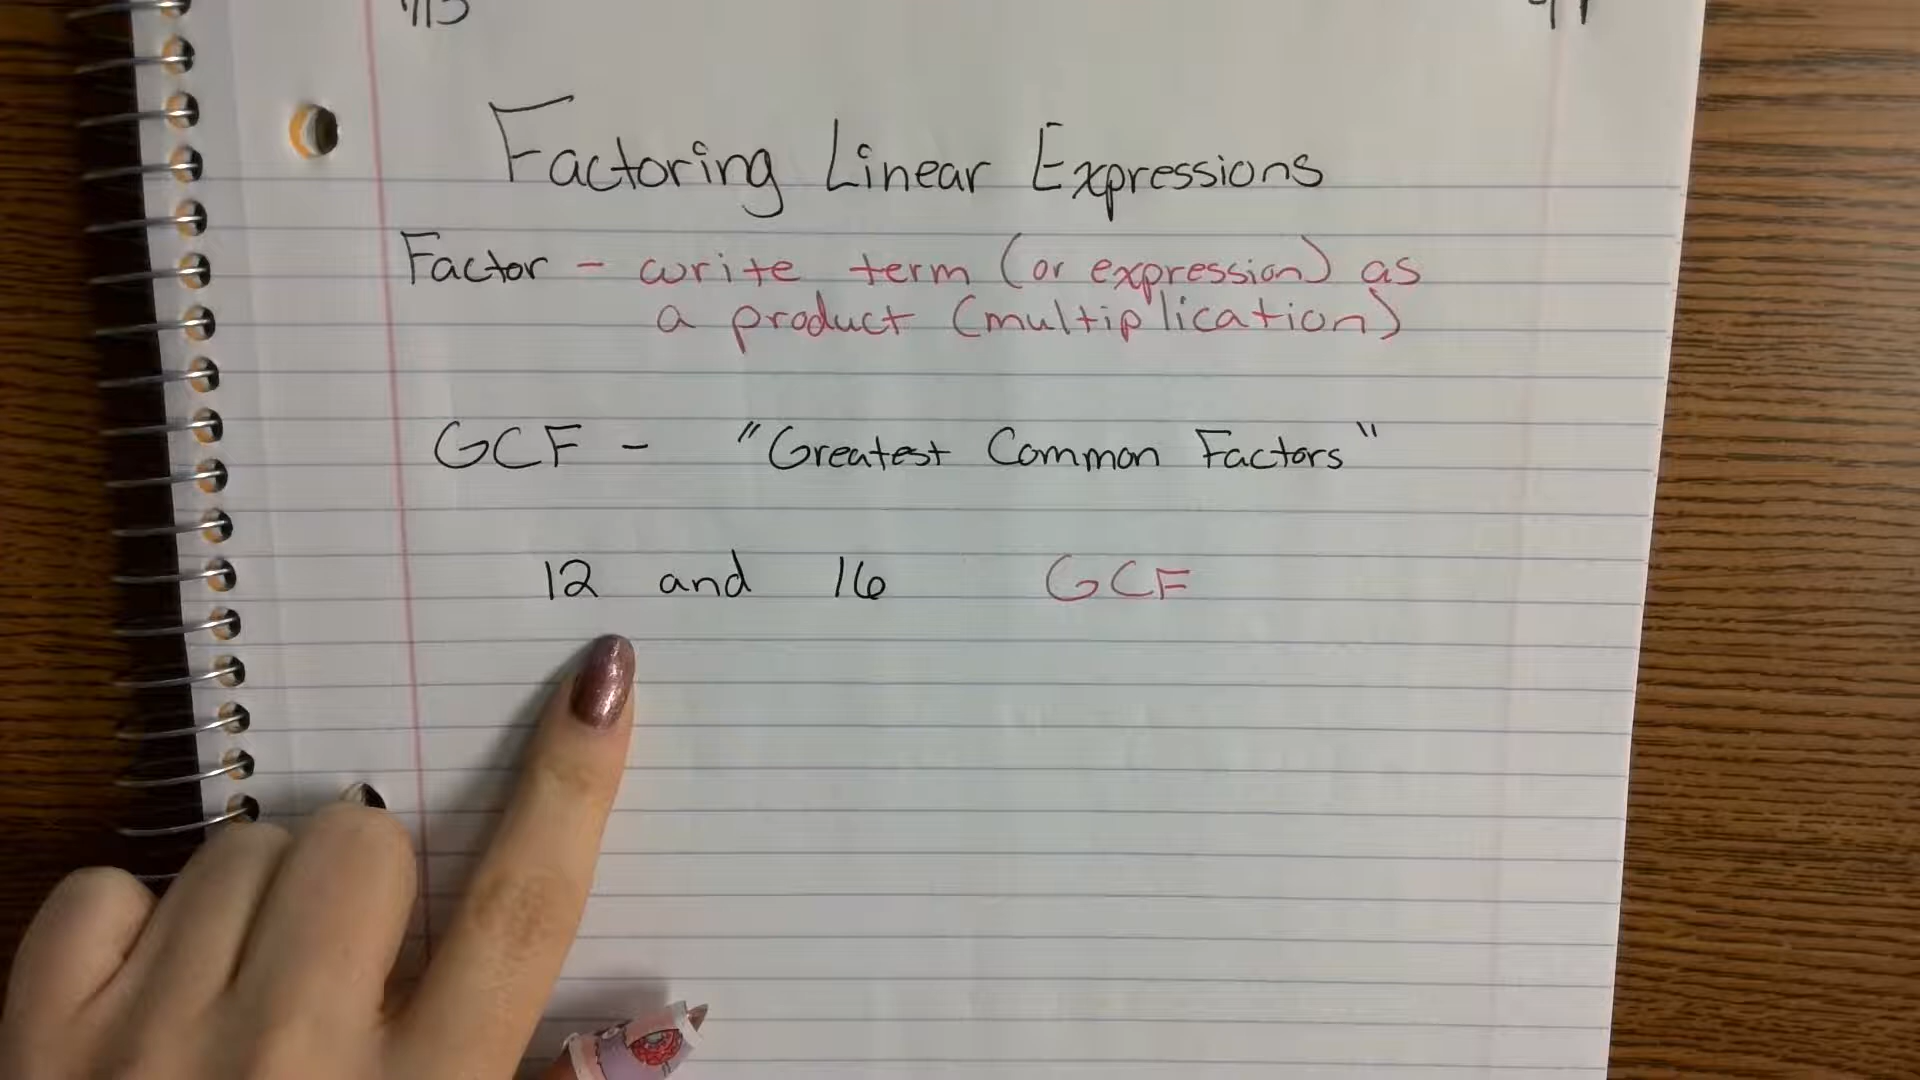 Factoring Linear Expressions
Factor - write term (or expression) as
a product (multiplication)
GCF - "Greatest Common Factors"
12 and 16 GCF